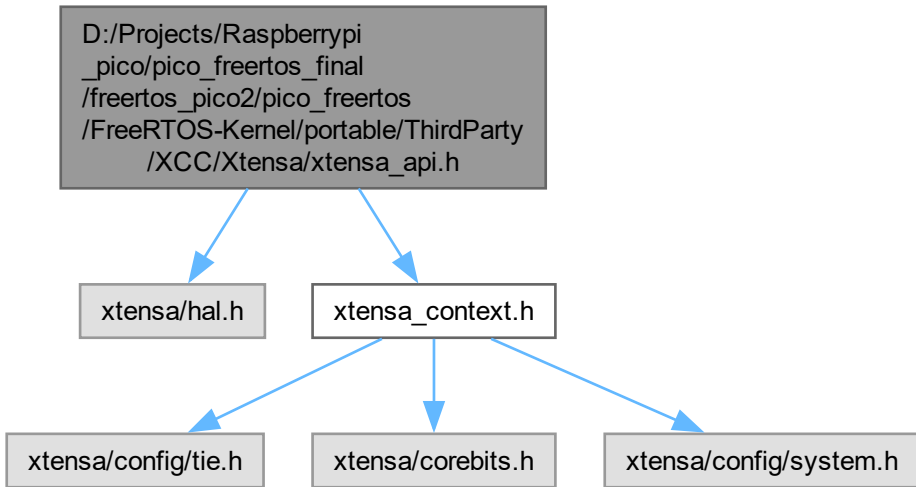 D:/Projects/Raspberrypi
_pico/pico_freertos_final
/freertos_pico2/pico_freertos
/FreeRTOS-Kernel/portable/ThirdParty
/XCC/Xtensa/xtensa_api.h
xtensa/hal.h
xtensa_context.h
xtensa/config/tie.h
xtensa/corebits.h
xtensa/config/system.h